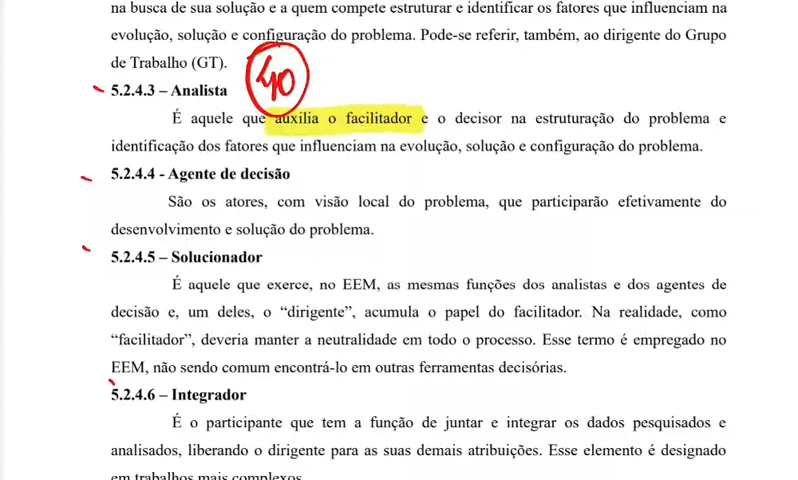 na busca de sua solução e a quem compete estruturar e identificar os fatores que influenciam na
evolução, solução e configuração do problema. Pode-se referir, também, ao dirigente do Grupo
de Trabalho (GT).
40
5.2.4.3 – Analista
É aquele que auxilia o facilitador e o decisor na estruturação do problema e
identificação dos fatores que influenciam na evolução, solução e configuração do problema.
5.2.4.4 - Agente de decisão
São os atores, com visão local do problema, que participarão efetivamente do
desenvolvimento e solução do problema.
5.2.4.5 – Solucionador
É aquele que exerce, no EEM, as mesmas funções dos analistas e dos agentes de
decisão e, um deles, o “dirigente”, acumula o papel do facilitador. Na realidade, como
“facilitador”, deveria manter a neutralidade em todo o processo. Esse termo é empregado no
EEM, não sendo comum encontrá-lo em outras ferramentas decisórias.
5.2.4.6 – Integrador
É o participante que tem a função de juntar e integrar os dados pesquisados e
analisados, liberando o dirigente para as suas demais atribuições. Esse elemento é designado
em trabalhos mais complexos.